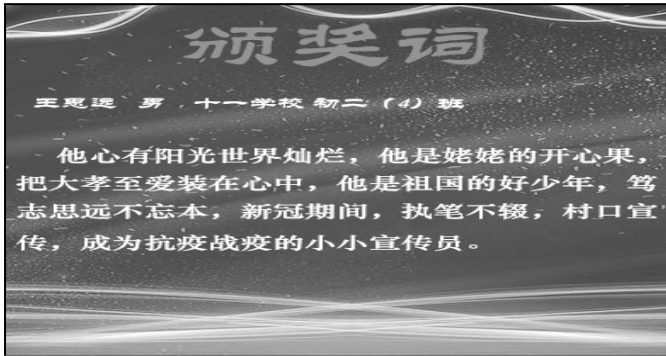 颁奖词
王思远 男 , 十一学校 初二（4）班
他心有阳光世界灿烂，他是姥姥的开心果，
把大孝至爱装在心中，他是祖国的好少年，笃
志思远不忘本，新冠期间，执笔不辍，村口宣
传，成为抗疫战疫的小小宣传员。